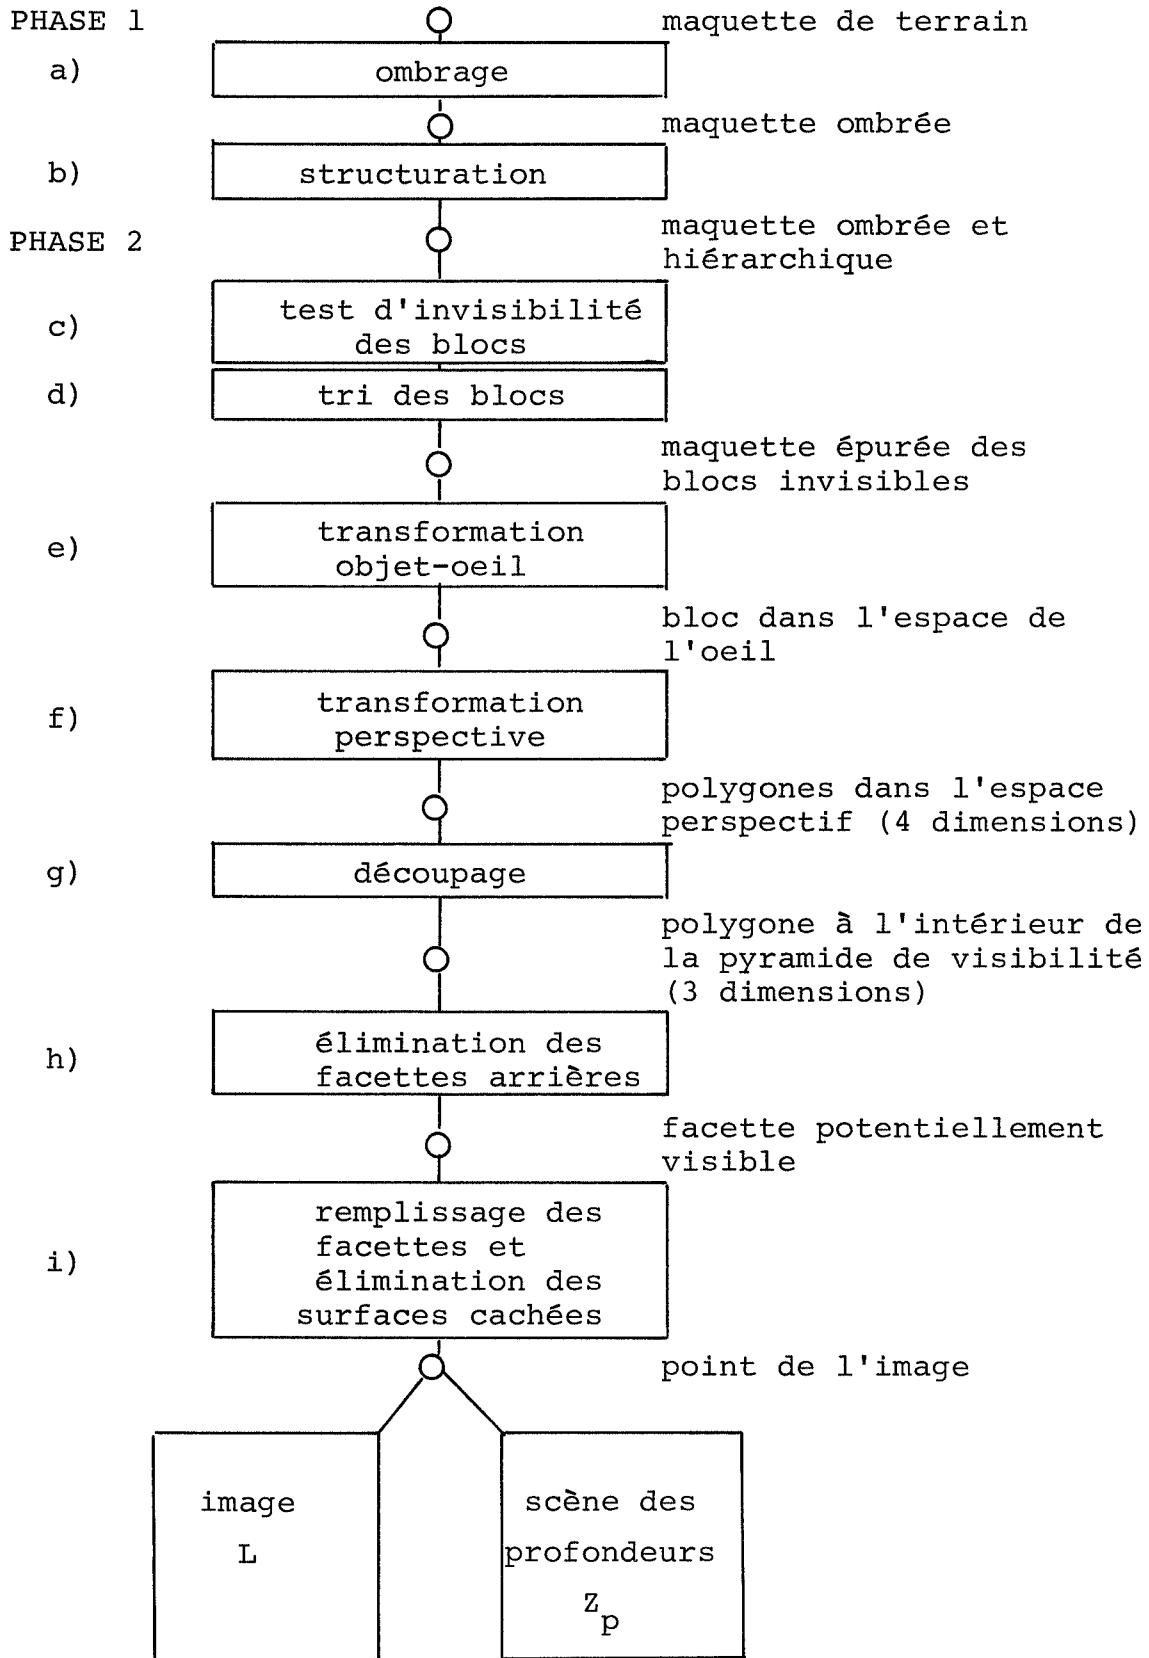 PHASE 1
maquette de terrain
a)
ombrage
maquette ombrée
b)
structuration
PHASE 2
maquette ombrée et
hiérarchique
c)
test d'invisibilité
des blocs
d)
tri des blocs
maquette épurée des
blocs invisibles
e)
transformation
objet-oeil
bloc dans l'espace de
l'oeil
f)
transformation
perspective
polygones dans l'espace
perspectif (4 dimensions)
g)
découpage
polygone à l'intérieur de
la pyramide de visibilité
(3 dimensions)
h)
élimination des
facettes arrières
facette potentiellement
visible
i)
remplissage des
facettes et
élimination des
surfaces cachées
point de l'image
image
L
scène des
profondeurs
Zp